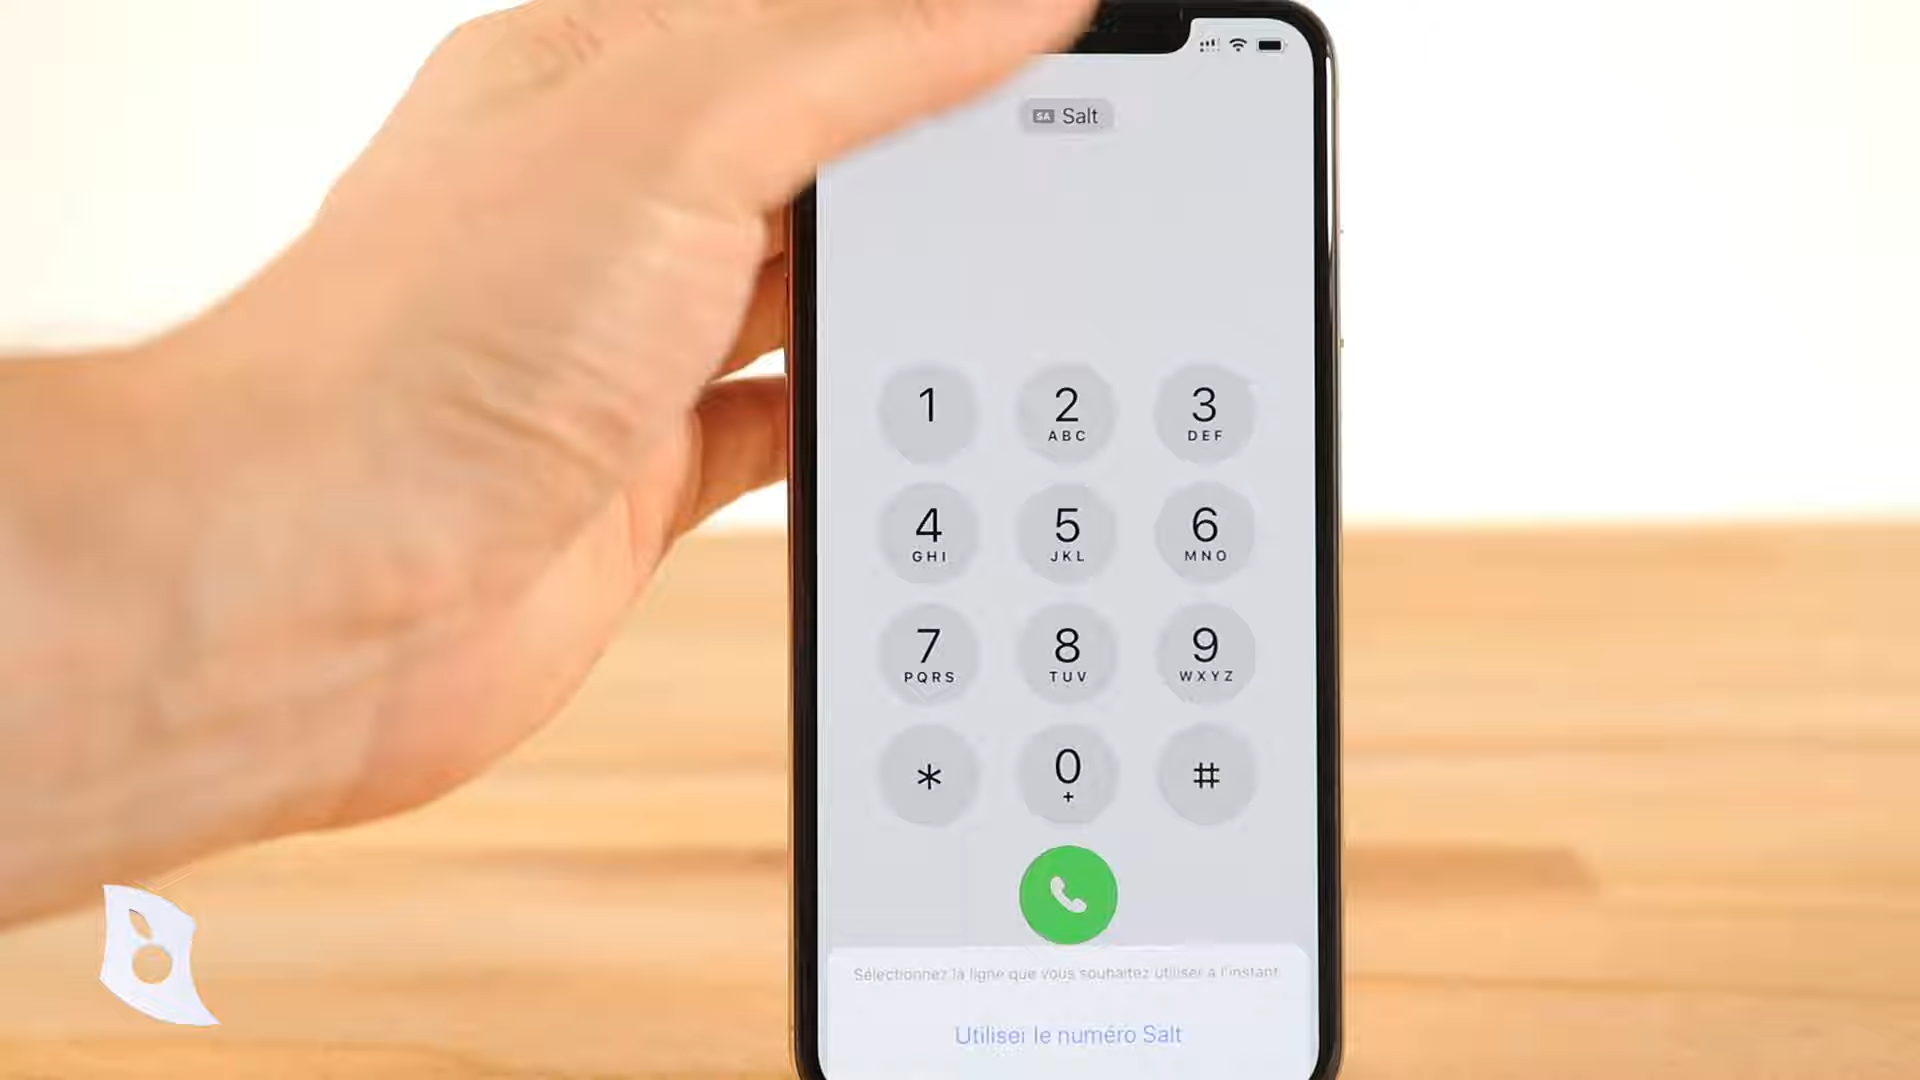 SA Salt
1 2 3
ABC DEF
4 5 6
GHI JKL MNO
7 8 9
PQRS TUV WXYZ
* 0 #
+
Sélectionnez la ligne que vous souhaitez utiliser à l'instant
Utiliser le numéro Salt